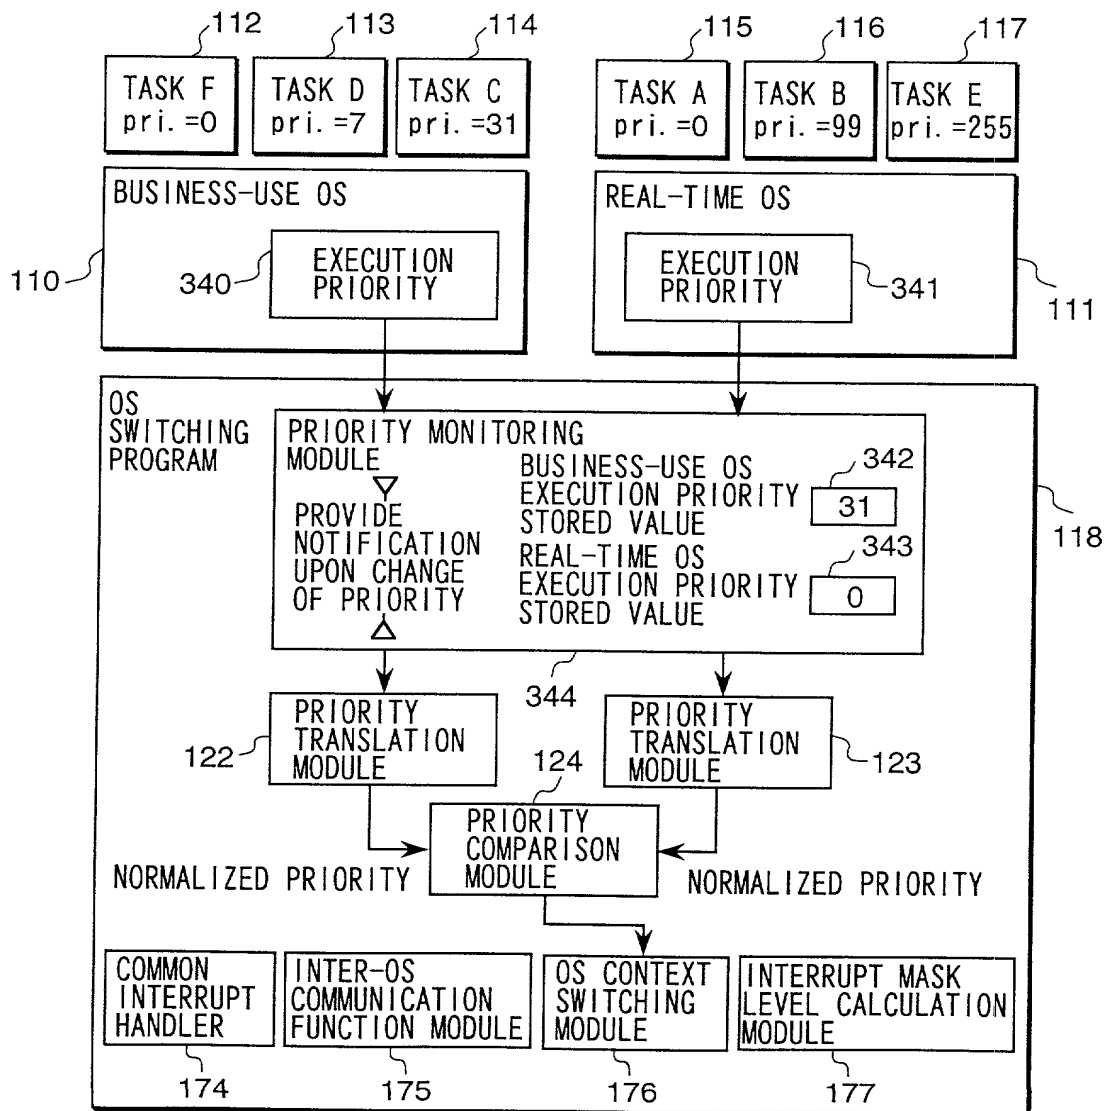 112
113
114
115
116
117
TASK F
pri.=0
TASK D
pri.=7
TASK C
pri.=31
TASK A
pri.=0
TASK B
pri.=99
TASK E
pri.=255
BUSINESS-USE OS
REAL-TIME OS
EXECUTION
PRIORITY
EXECUTION
PRIORITY
110
340
341
111
OS
SWITCHING
PROGRAM
PRIORITY MONITORING
MODULE
PROVIDE
NOTIFICATION
UPON CHANGE
OF PRIORITY
BUSINESS-USE OS
EXECUTION PRIORITY
STORED VALUE
342
31
REAL-TIME OS
EXECUTION PRIORITY
STORED VALUE
343
0
118
344
PRIORITY
TRANSLATION
MODULE
122
PRIORITY
TRANSLATION
MODULE
123
124
PRIORITY
COMPARISON
MODULE
NORMALIZED PRIORITY
NORMALIZED PRIORITY
COMMON
INTERRUPT
HANDLER
INTER-OS
COMMUNICATION
FUNCTION MODULE
OS CONTEXT
SWITCHING
MODULE
INTERRUPT MASK
LEVEL CALCULATION
MODULE
174
175
176
177